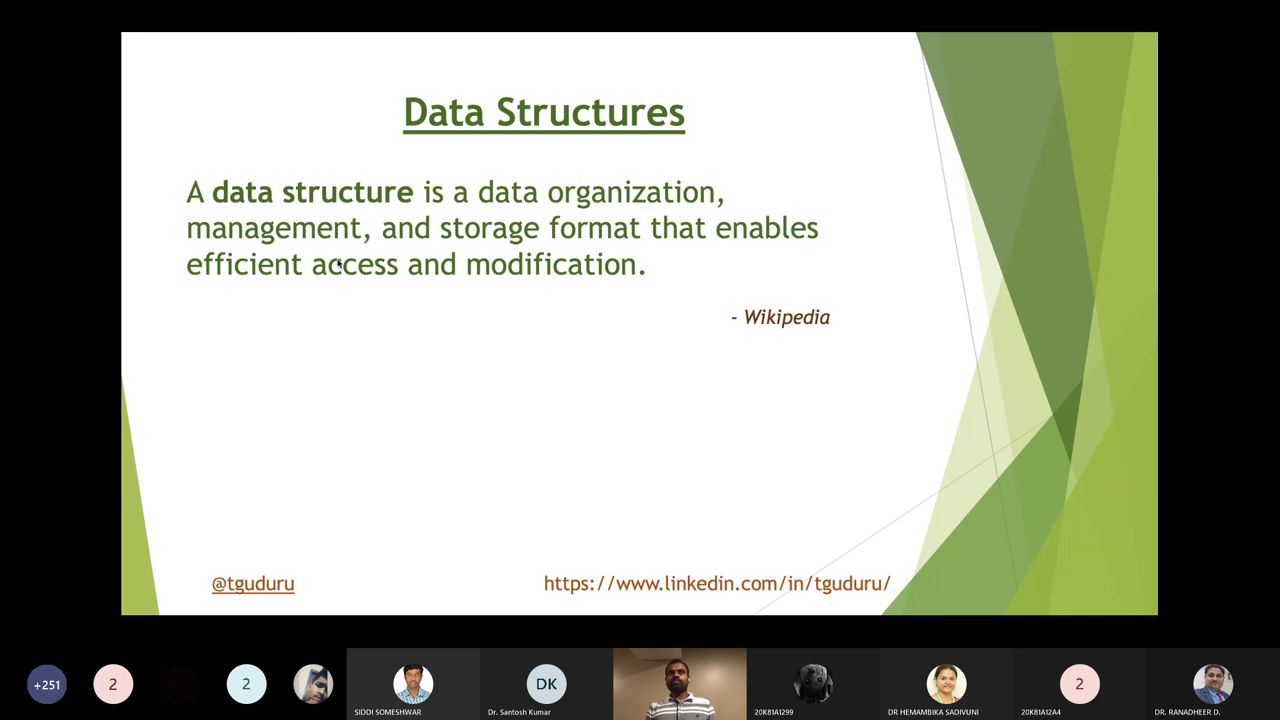 Data Structures
A data structure is a data organization,
management, and storage format that enables
efficient access and modification.
- Wikipedia
@tguduru
https://www.linkedin.com/in/tguduru/
+251
2
2
DK
2
SIDDI SOMESHWAR
Dr. Santosh Kumar
20K81A1299
DR HEMAMBIKA SADIVUNI
20K81A12A4
DR. RANADHEER D.